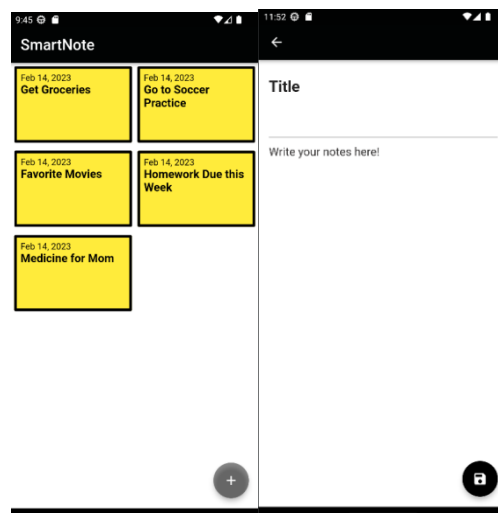 9:45
SmartNote
Feb 14, 2023
Get Groceries
Feb 14, 2023
Go to Soccer
Practice
Feb 14, 2023
Favorite Movies
Feb 14, 2023
Homework Due this
Week
Feb 14, 2023
Medicine for Mom
+
11:52
Title
Write your notes here!